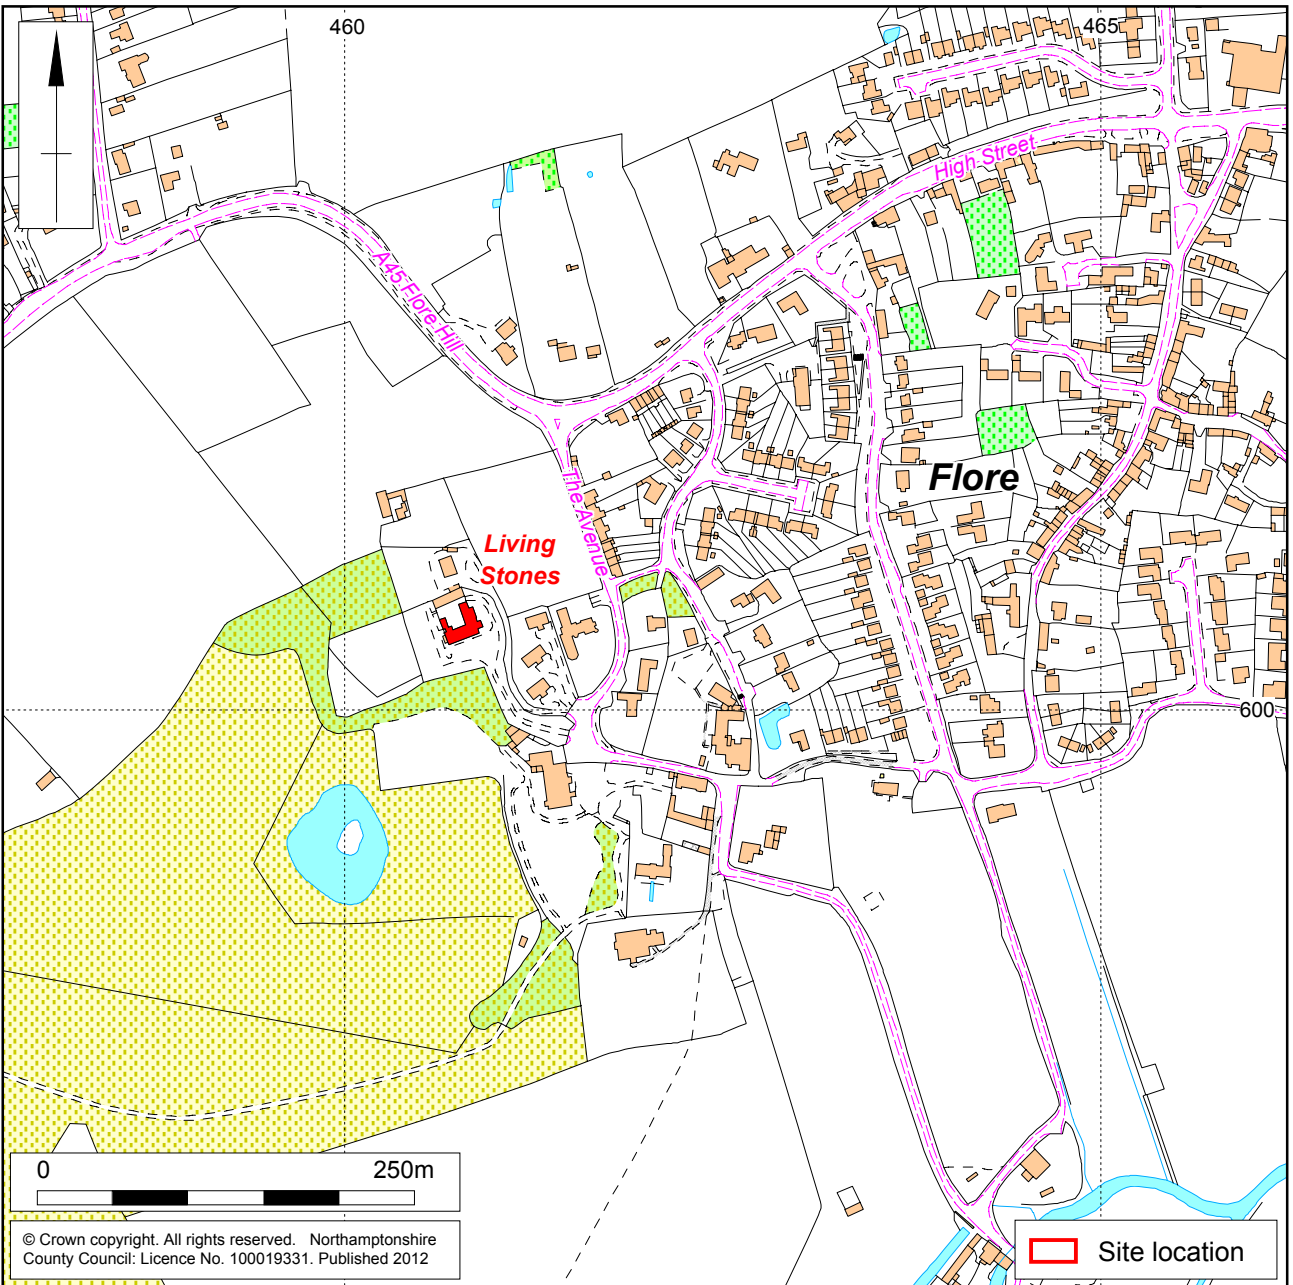 460
465
High Street
A45 Flore Hill
The Avenue
Flore
Living
Stones
600
0 250m
© Crown copyright. All rights reserved. Northamptonshire
County Council: Licence No. 100019331. Published 2012
Site location